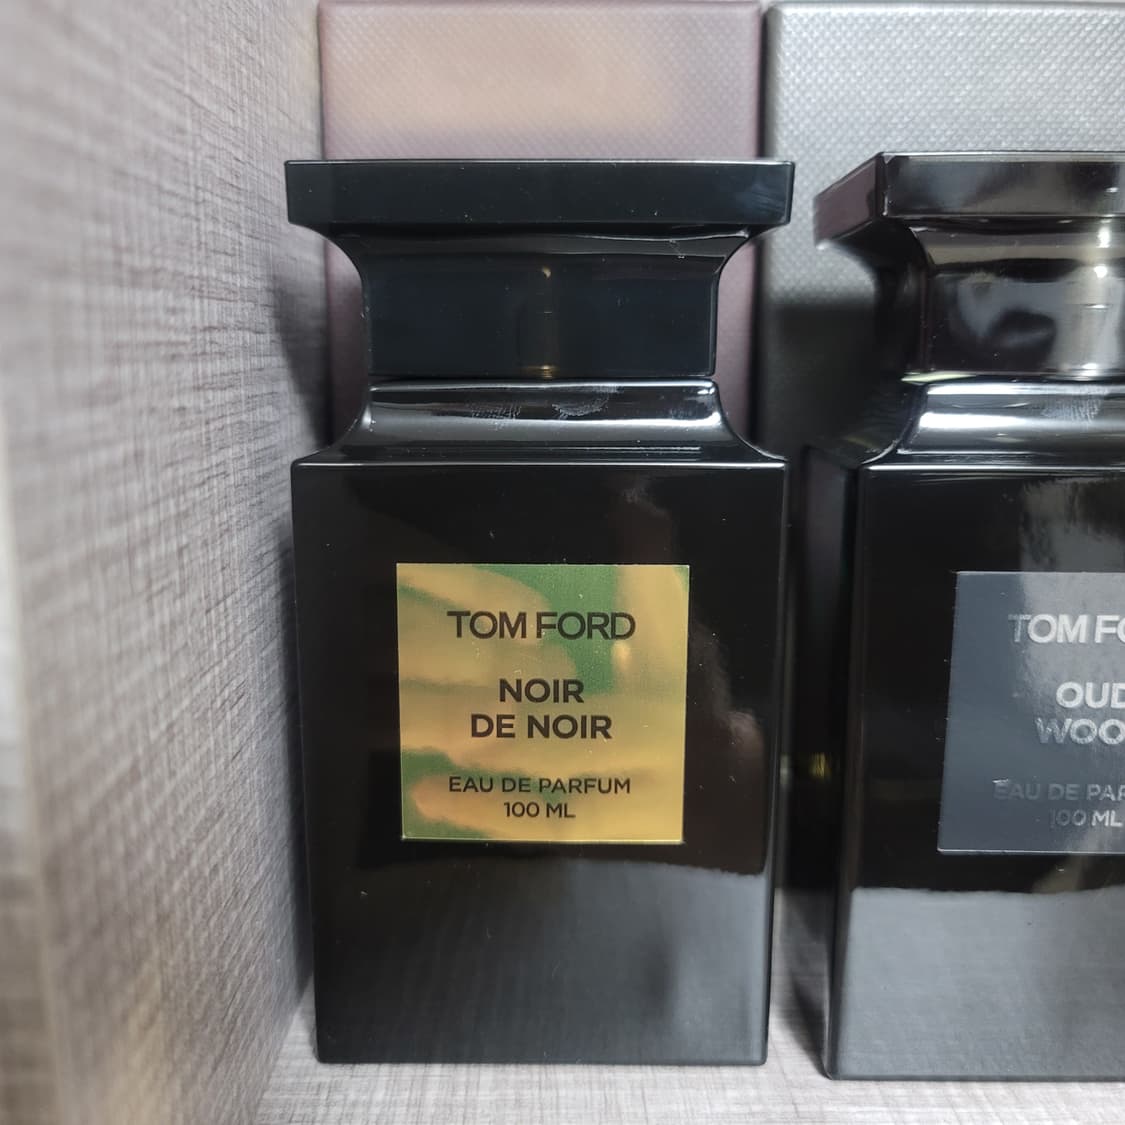 TOM FORD
NOIR
DE NOIR
EAU DE PARFUM
100 ML
TOM FO
OUD
WOO
EAU DE PAR
100 ML